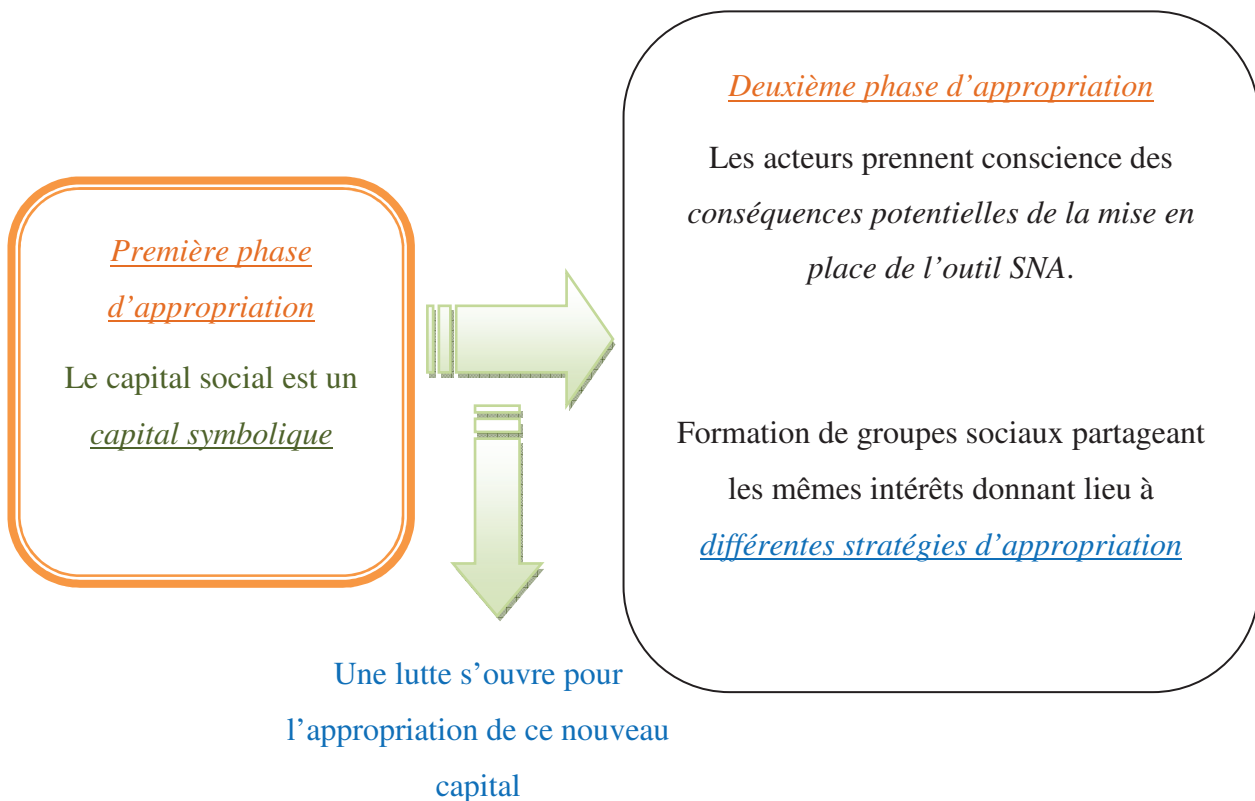 Première phase
d’appropriation
Le capital social est un
capital symbolique
Deuxième phase d’appropriation
Les acteurs prennent conscience des
conséquences potentielles de la mise en
place de l’outil SNA.
Formation de groupes sociaux partageant
les mêmes intérêts donnant lieu à
différentes stratégies d’appropriation
Une lutte s’ouvre pour
l’appropriation de ce nouveau
capital